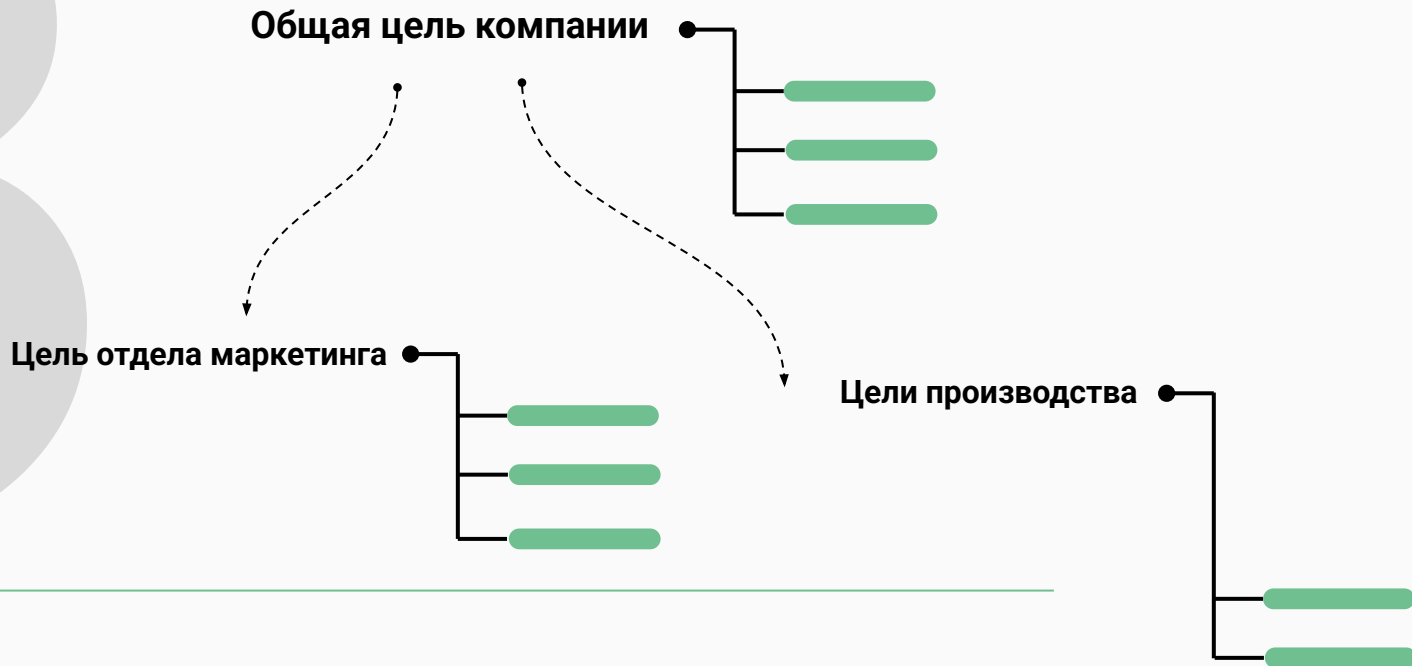 Общая цель компании
Цель отдела маркетинга
Цели производства